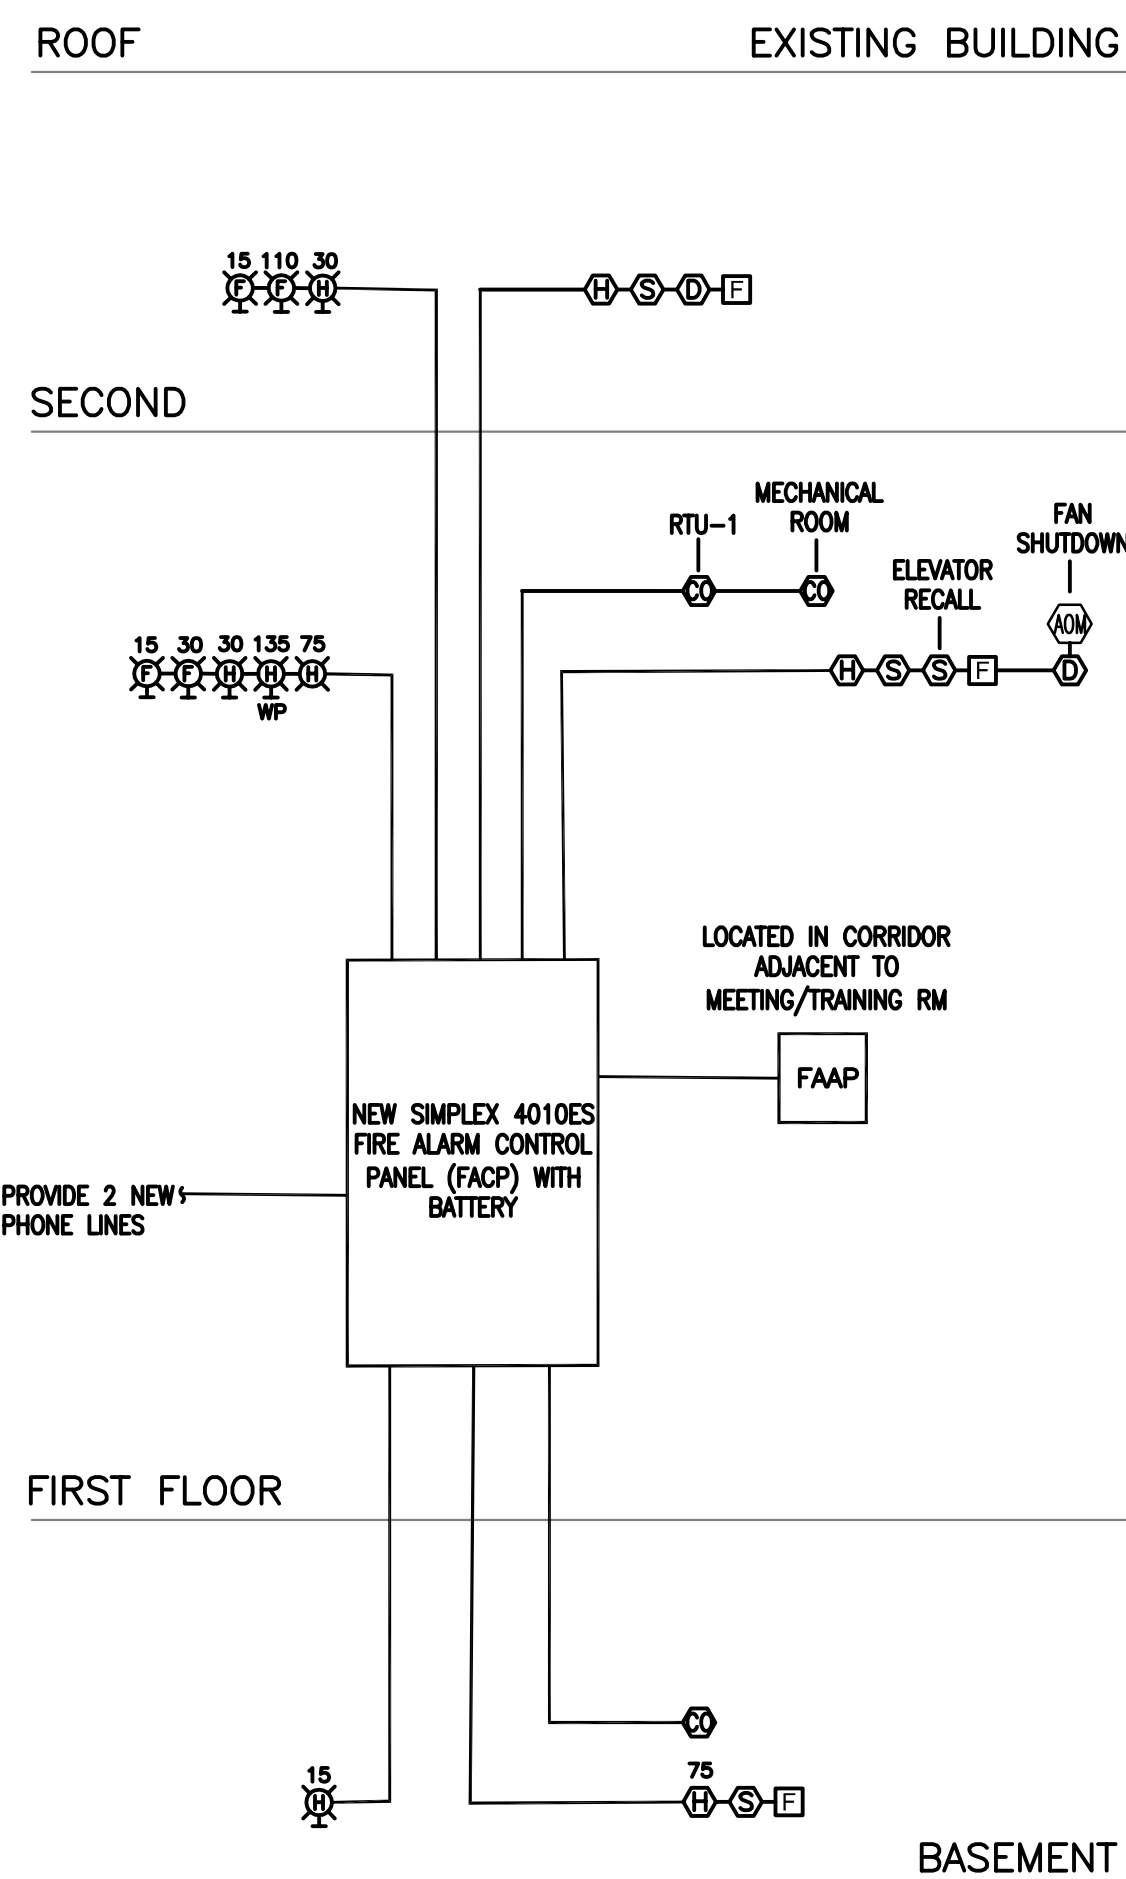 ROOF EXISTING BUILDING
15 110 30
F F H
H S D F
SECOND
MECHANICAL
ROOM
RTU-1
FAN
SHUTDOWN
ELEVATOR
RECALL
CO CO
AOM
15 30 30 135 75
F F H H H
WP
H S S F D
LOCATED IN CORRIDOR
ADJACENT TO
MEETING/TRAINING RM
FAAP
NEW SIMPLEX 4010ES
FIRE ALARM CONTROL
PANEL (FACP) WITH
BATTERY
PROVIDE 2 NEW
PHONE LINES
FIRST FLOOR
CO
15
H
75
H S F
BASEMENT